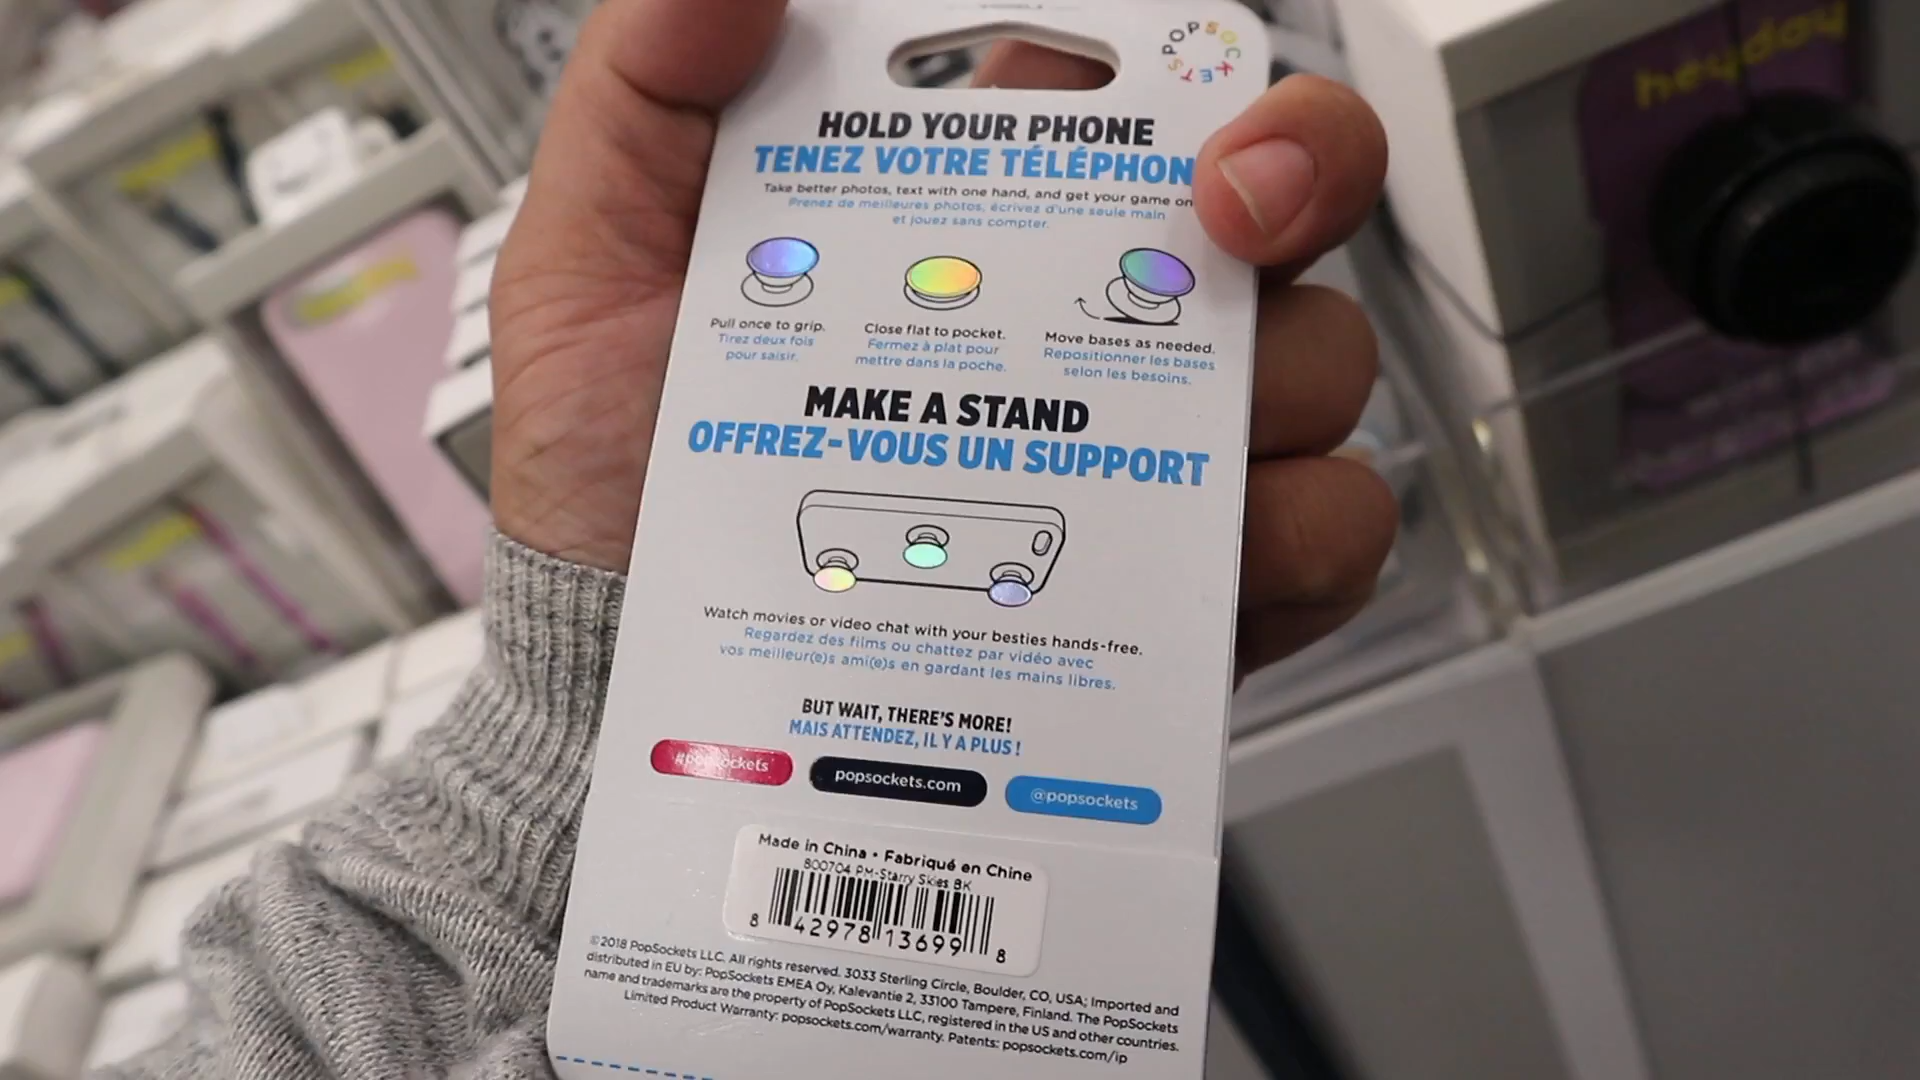 POPSOCKETS
heyday
HOLD YOUR PHONE
TENEZ VOTRE TÉLÉPHON
Take better photos, text with one hand, and get your game on
Prenez de meilleures photos, écrivez d'une seule main
et jouez sans compter.
Pull once to grip.
Tirez deux fois
pour saisir.
Close flat to pocket.
Fermez à plat pour
mettre dans la poche.
Move bases as needed.
Repositionner les bases
selon les besoins.
MAKE A STAND
OFFREZ-VOUS UN SUPPORT
Watch movies or video chat with your besties hands-free.
Regardez des films ou chattez par vidéo avec
vos meilleur(e)s ami(e)s en gardant les mains libres.
BUT WAIT, THERE'S MORE!
MAIS ATTENDEZ, IL Y A PLUS !
#popsockets
popsockets.com
@popsockets
Made in China • Fabriqué en Chine
800704 PM-Starry Skies BK
8 42978 13699 8
©2018 PopSockets LLC. All rights reserved. 3033 Sterling Circle, Boulder, CO, USA; Imported and
distributed in EU by: PopSockets EMEA Oy, Kalevantie 2, 33100 Tampere, Finland. The PopSockets
name and trademarks are the property of PopSockets LLC, registered in the US and other countries.
Limited Product Warranty: popsockets.com/warranty. Patents: popsockets.com/ip